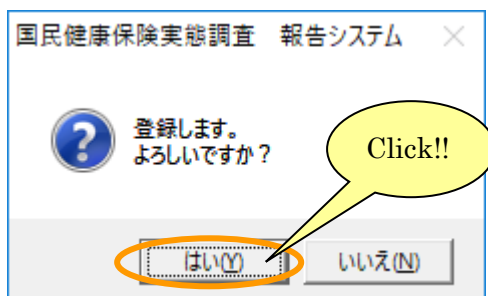 国民健康保険実態調査　報告システム
登録します。
よろしいですか？
Click!!
はい(Y)
いいえ(N)